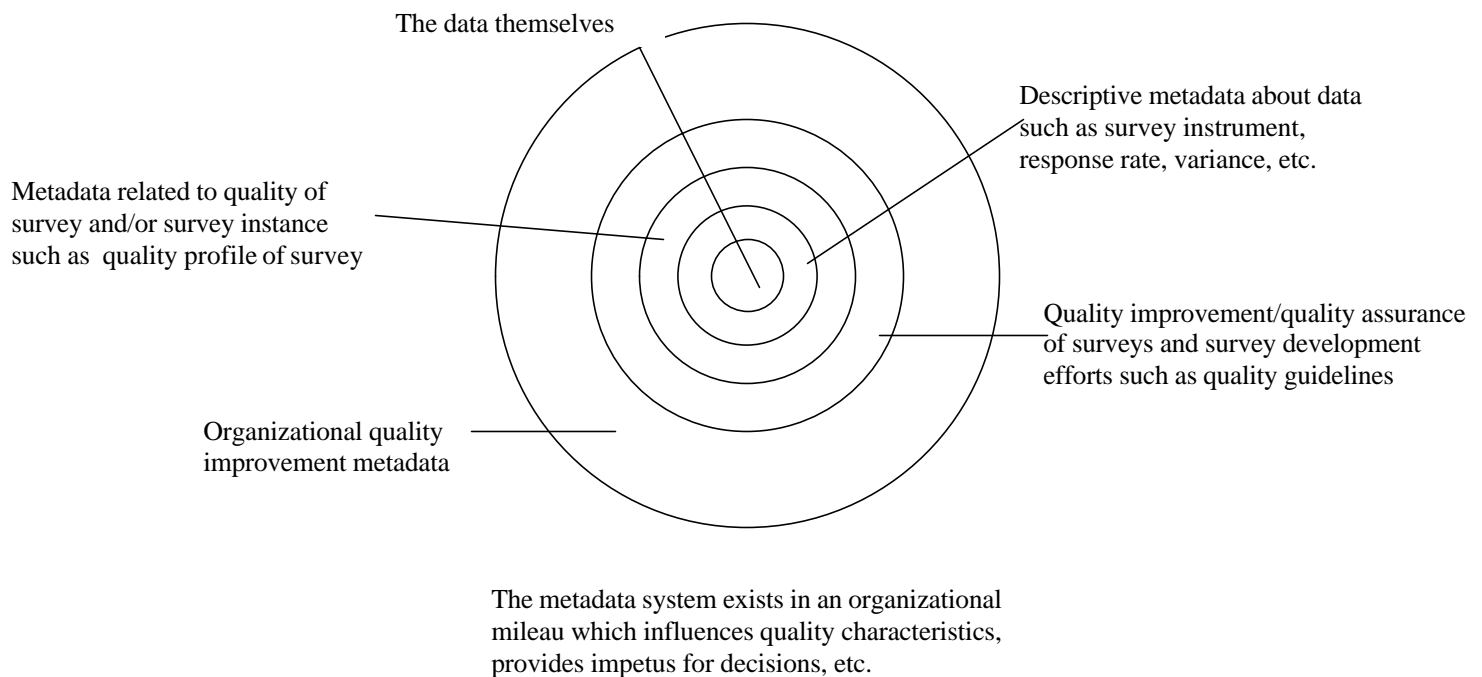 The data themselves
Descriptive metadata about data
such as survey instrument,
response rate, variance, etc.
Metadata related to quality of
survey and/or survey instance
such as quality profile of survey
Quality improvement/quality assurance
of surveys and survey development
efforts such as quality guidelines
Organizational quality
improvement metadata
The metadata system exists in an organizational
mileau which influences quality characteristics,
provides impetus for decisions, etc.